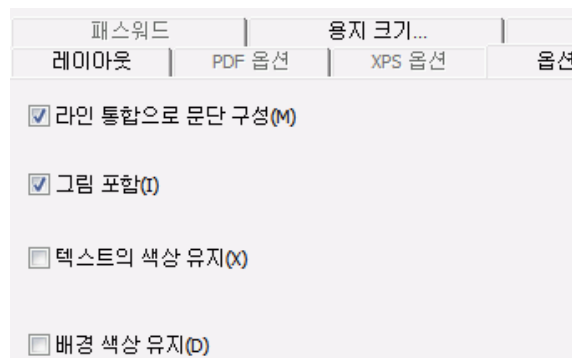 패스워드 용지 크기...
레이아웃 PDF 옵션 XPS 옵션 옵션
라인 통합으로 문단 구성(M)
그림 포함(I)
텍스트의 색상 유지(X)
배경 색상 유지(D)